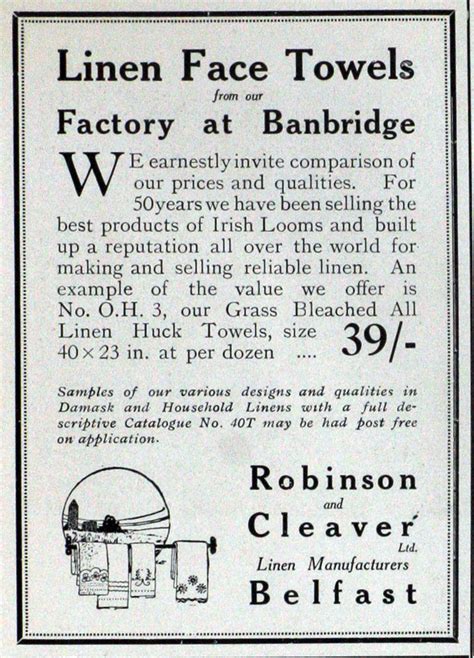 Linen Face Towels
from our
Factory at Banbridge
WE earnestly invite comparison of
our prices and qualities. For
50 years we have been selling the
best products of Irish Looms and built
up a reputation all over the world for
making and selling reliable linen. An
example of the value we offer is
No. O.H. 3, our Grass Bleached All
Linen Huck Towels, size
40 × 23 in. at per dozen .... 39/-
Samples of our various designs and qualities in
Damask and Household Linens with a full de-
scriptive Catalogue No. 40T may be had post free
on application.
Robinson
and
Cleaver
Ltd.
Linen Manufacturers
Belfast